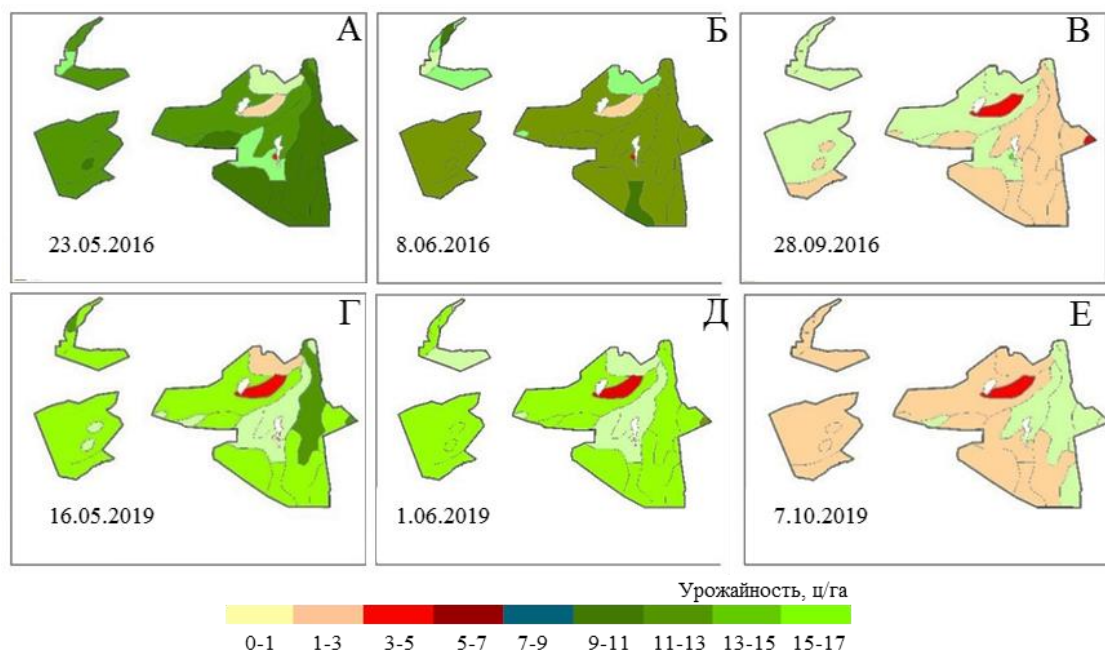 А
Б
В
23.05.2016
8.06.2016
28.09.2016
Г
Д
Е
16.05.2019
1.06.2019
7.10.2019
Урожайность, ц/га
0-1 1-3 3-5 5-7 7-9 9-11 11-13 13-15 15-17